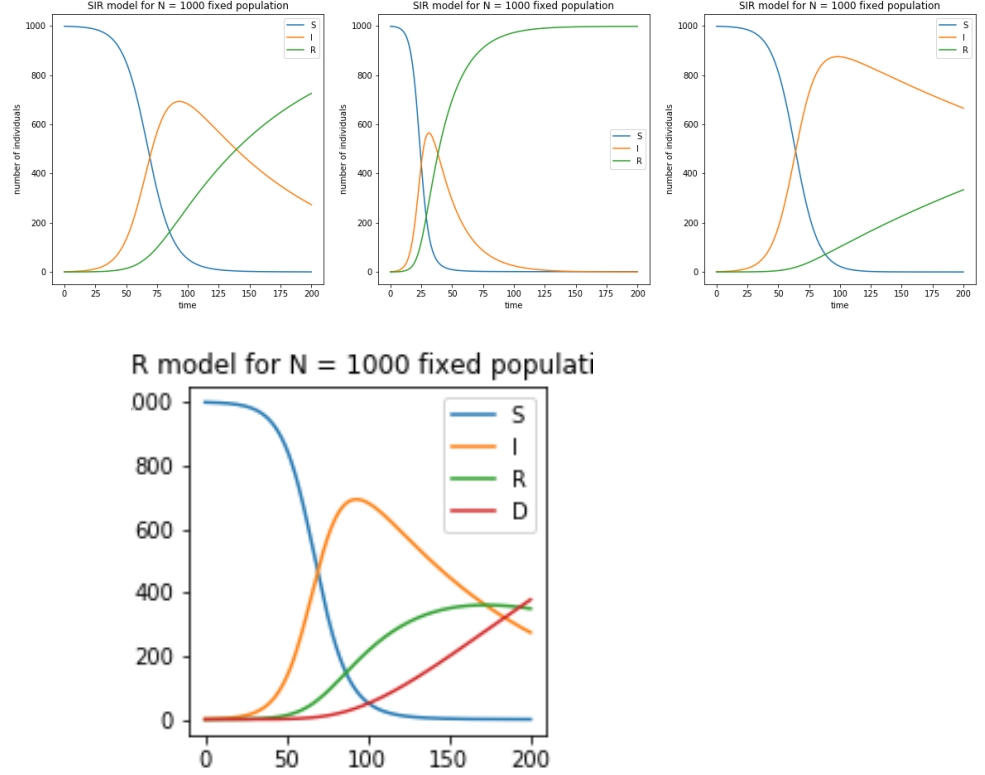 SIR model for N = 1000 fixed population
1000
800
600
400
200
0
number of individuals
S
I
R
0 25 50 75 100 125 150 175 200
time
SIR model for N = 1000 fixed population
1000
800
600
400
200
0
number of individuals
S
I
R
0 25 50 75 100 125 150 175 200
time
SIR model for N = 1000 fixed population
1000
800
600
400
200
0
number of individuals
S
I
R
0 25 50 75 100 125 150 175 200
time
R model for N = 1000 fixed populati
000
800
600
400
200
0
S
I
R
D
0 50 100 150 200